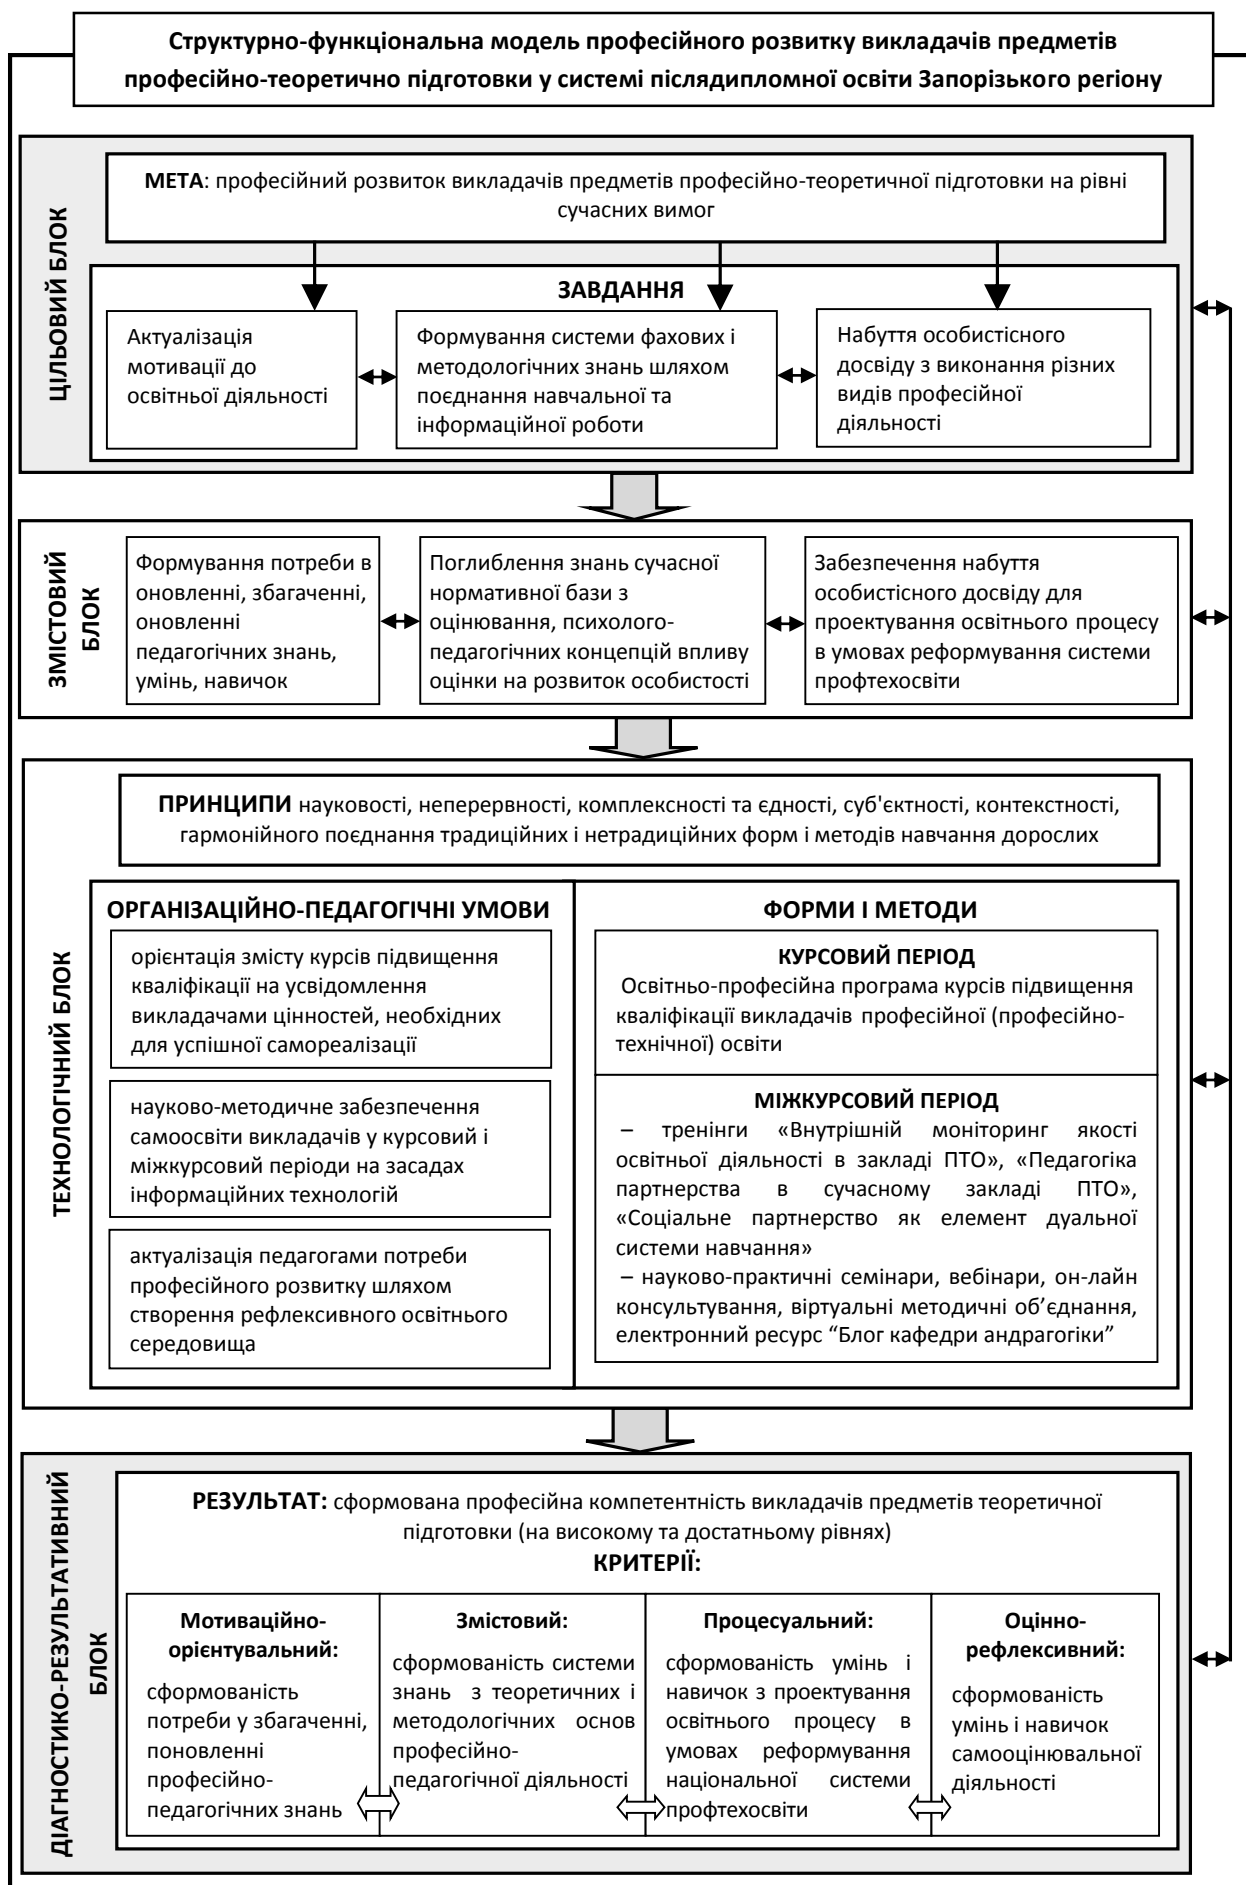 Структурно-функціональна модель професійного розвитку викладачів предметів
професійно-теоретично підготовки у системі післядипломної освіти Запорізького регіону
ЦІЛЬОВИЙ БЛОК
МЕТА: професійний розвиток викладачів предметів професійно-теоретичної підготовки на рівні
сучасних вимог
ЗАВДАННЯ
Актуалізація
мотивації до
освітньої діяльності
Формування системи фахових і
методологічних знань шляхом
поєднання навчальної та
інформаційної роботи
Набуття особистісного
досвіду з виконання різних
видів професійної
діяльності
ЗМІСТОВИЙ
БЛОК
Формування потреби в
оновленні, збагаченні,
оновленні
педагогічних знань,
умінь, навичок
Поглиблення знань сучасної
нормативної бази з
оцінювання, психолого-
педагогічних концепцій впливу
оцінки на розвиток особистості
Забезпечення набуття
особистісного досвіду для
проектування освітнього процесу
в умовах реформування системи
профтехосвіти
ТЕХНОЛОГІЧНИЙ БЛОК
ПРИНЦИПИ науковості, неперервності, комплексності та єдності, суб'єктності, контекстності,
гармонійного поєднання традиційних і нетрадиційних форм і методів навчання дорослих
ОРГАНІЗАЦІЙНО-ПЕДАГОГІЧНІ УМОВИ
орієнтація змісту курсів підвищення
кваліфікації на усвідомлення
викладачами цінностей, необхідних
для успішної самореалізації
науково-методичне забезпечення
самоосвіти викладачів у курсовий і
міжкурсовий періоди на засадах
інформаційних технологій
актуалізація педагогами потреби
професійного розвитку шляхом
створення рефлексивного освітнього
середовища
ФОРМИ І МЕТОДИ
КУРСОВИЙ ПЕРІОД
Освітньо-професійна програма курсів підвищення
кваліфікації викладачів професійної (професійно-
технічної) освіти
МІЖКУРСОВИЙ ПЕРІОД
– тренінги «Внутрішній моніторинг якості
освітньої діяльності в закладі ПТО», «Педагогіка
партнерства в сучасному закладі ПТО»,
«Соціальне партнерство як елемент дуальної
системи навчання»
– науково-практичні семінари, вебінари, он-лайн
консультування, віртуальні методичні об’єднання,
електронний ресурс “Блог кафедри андрагогіки”
ДІАГНОСТИКО-РЕЗУЛЬТАТИВНИЙ
БЛОК
РЕЗУЛЬТАТ: сформована професійна компетентність викладачів предметів теоретичної
підготовки (на високому та достатньому рівнях)
КРИТЕРІЇ:
Мотиваційно-
орієнтувальний:
сформованість
потреби у збагаченні,
поновленні
професійно-
педагогічних знань
Змістовий:
сформованість системи
знань з теоретичних і
методологічних основ
професійно-
педагогічної діяльності
Процесуальний:
сформованість умінь і
навичок з проектування
освітнього процесу в
умовах реформування
національної системи
профтехосвіти
Оцінно-
рефлексивний:
сформованість
умінь і навичок
самооцінювальної
діяльності